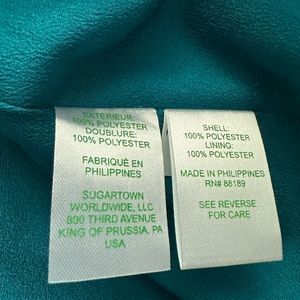 EXTÉRIEUR:
100% POLYESTER
DOUBLURE:
100% POLYESTER
FABRIQUÉ EN
PHILIPPINES
SUGARTOWN
WORLDWIDE, LLC
800 THIRD AVENUE
KING OF PRUSSIA, PA
USA
SHELL:
100% POLYESTER
LINING:
100% POLYESTER
MADE IN PHILIPPINES
RN# 88189
SEE REVERSE
FOR CARE